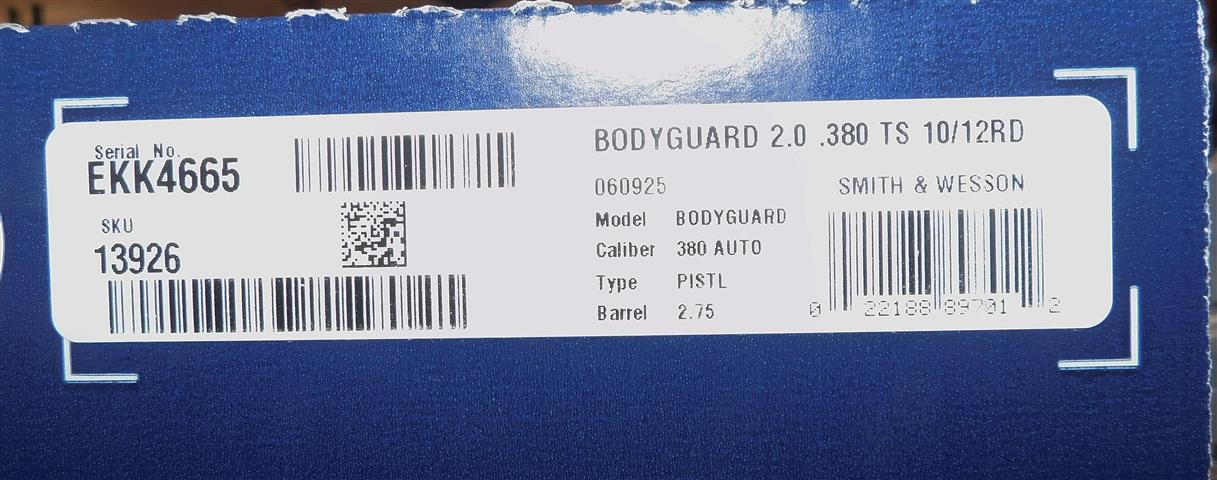 Serial No.
EKK4665
SKU
13926
BODYGUARD 2.0 .380 TS 10/12RD
060925
SMITH & WESSON
Model BODYGUARD
Caliber 380 AUTO
Type PISTL
Barrel 2.75
0 22188 89701 2